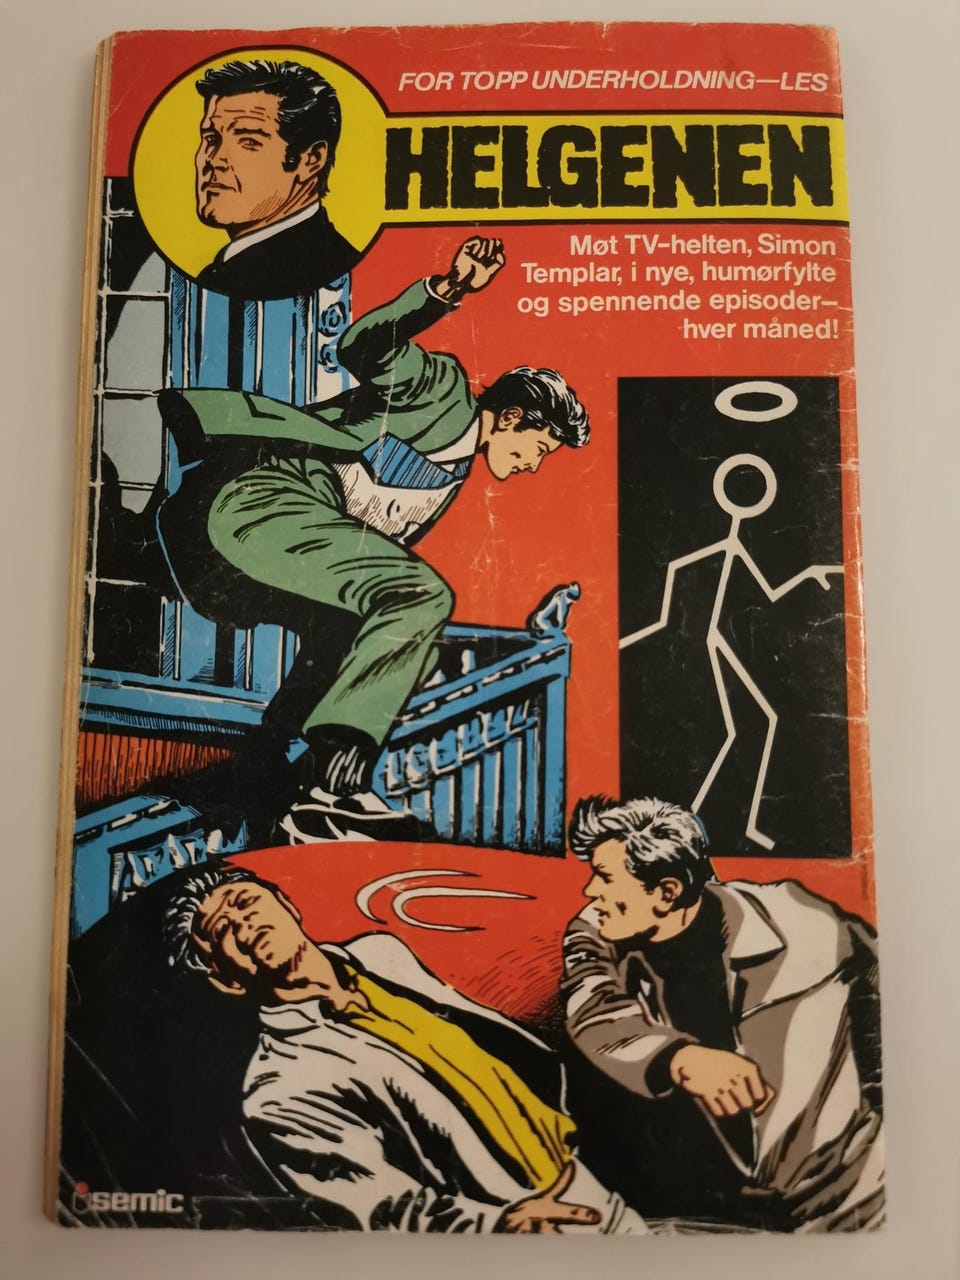 FOR TOPP UNDERHOLDNING—LES
HELGENEN
Møt TV-helten, Simon
Templar, i nye, humørfylte
og spennende episoder—
hver måned!
semic